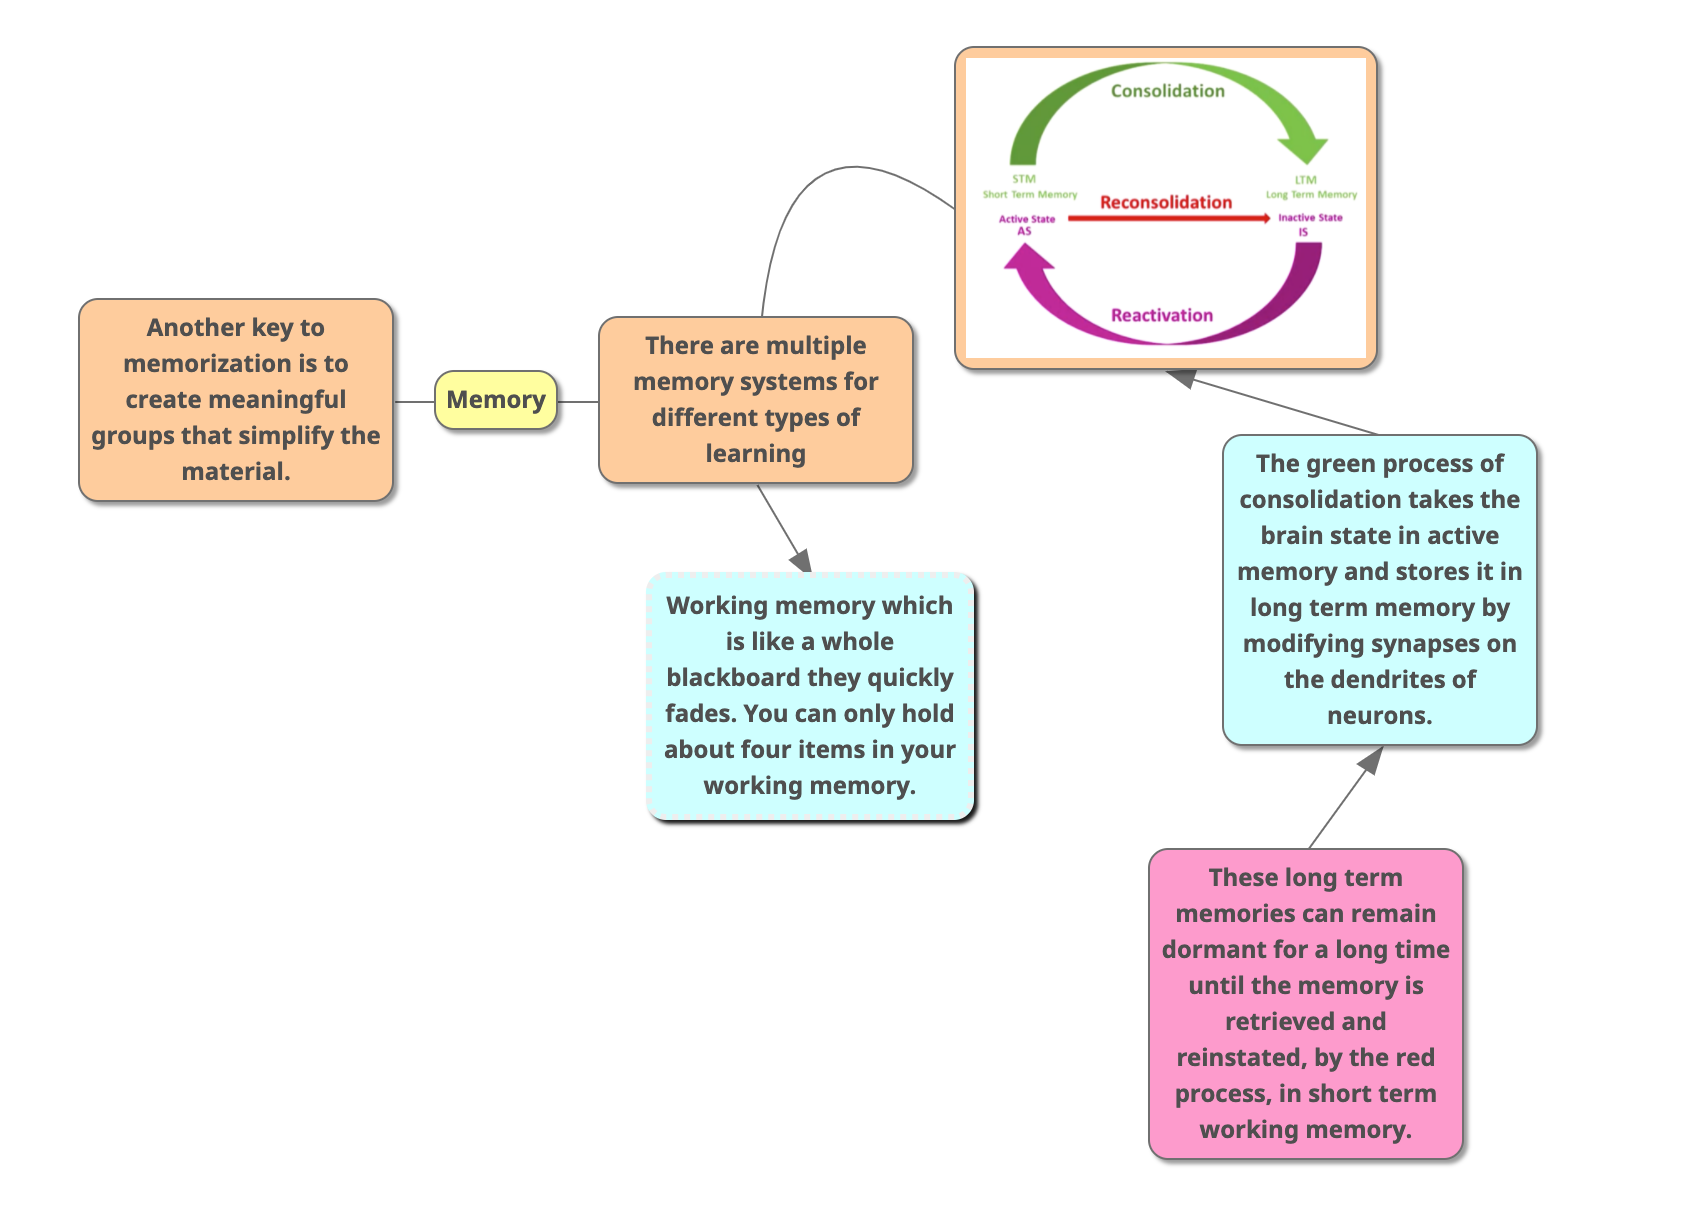 Consolidation
STM
Short Term Memory
LTM
Long Term Memory
Reconsolidation
Active State
AS
Inactive State
IS
Reactivation
Another key to
memorization is to
create meaningful
groups that simplify the
material.
Memory
There are multiple
memory systems for
different types of
learning
Working memory which
is like a whole
blackboard they quickly
fades. You can only hold
about four items in your
working memory.
The green process of
consolidation takes the
brain state in active
memory and stores it in
long term memory by
modifying synapses on
the dendrites of
neurons.
These long term
memories can remain
dormant for a long time
until the memory is
retrieved and
reinstated, by the red
process, in short term
working memory.